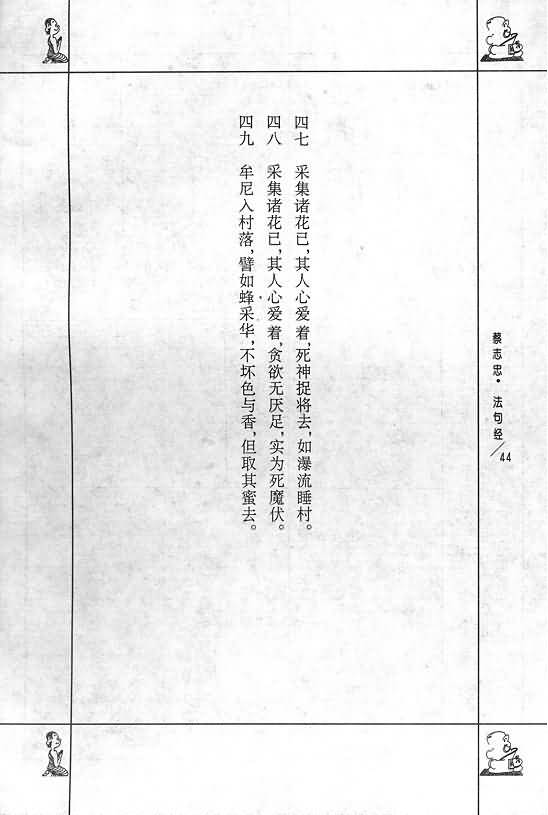 四七 采集诸花已，其人心爱着，死神捉将去，如瀑流睡村。
四八 采集诸花已，其人心爱着，贪欲无厌足，实为死魔伏。
四九 牟尼入村落，譬如蜂采华，不坏色与香，但取其蜜去。
蔡志忠·法句经/44